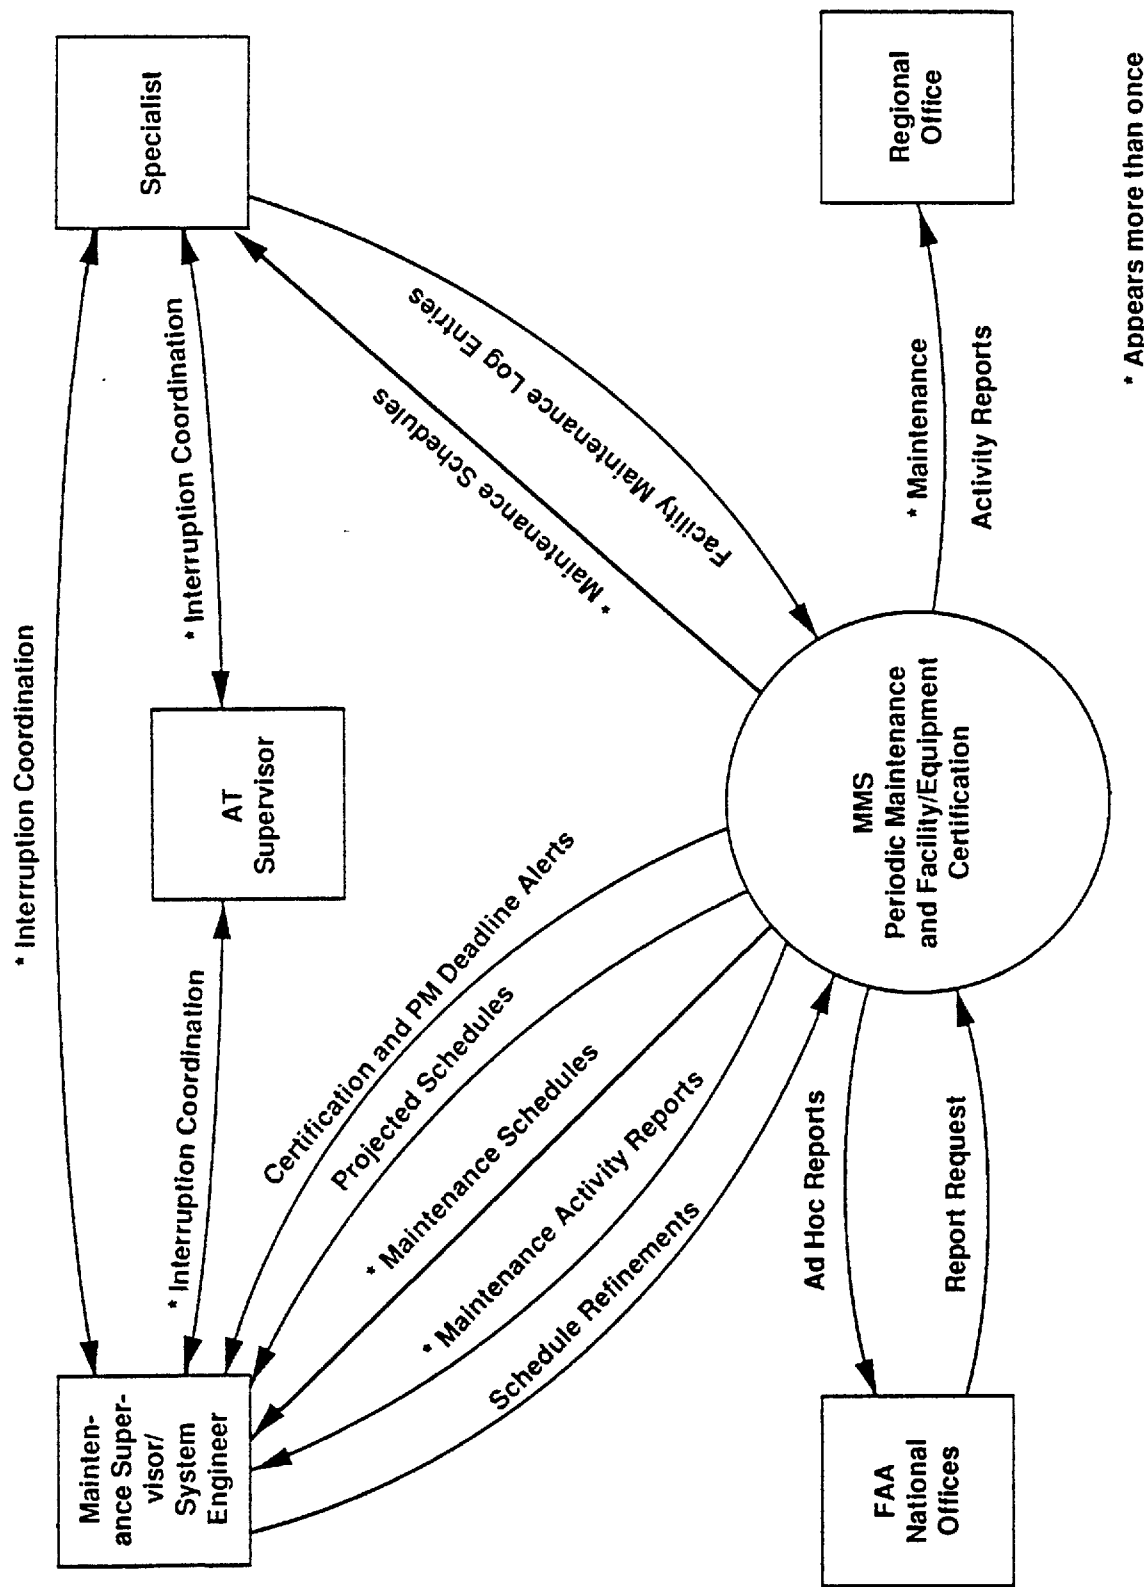 * Interruption Coordination
Mainten-
ance Super-
visor/
System
Engineer
* Interruption Coordination
AT
Supervisor
* Interruption Coordination
Specialist
Certification and PM Deadline Alerts
Projected Schedules
* Maintenance Schedules
* Maintenance Activity Reports
Schedule Refinements
* Maintenance Schedules
Facility Maintenance Log Entries
FAA
National
Offices
Ad Hoc Reports
Report Request
MMS
Periodic Maintenance
and Facility/Equipment
Certification
* Maintenance
Activity Reports
Regional
Office
* Appears more than once